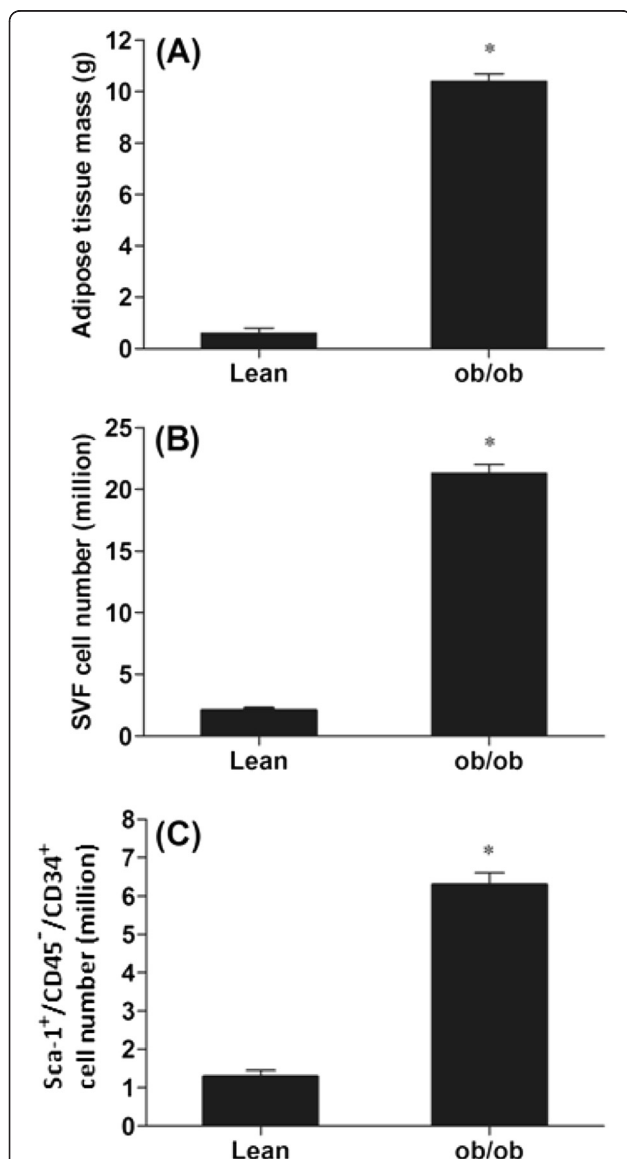 (A)
Adipose tissue mass (g)
12
10
8
6
4
2
0
*
Lean ob/ob
(B)
SVF cell number (million)
25
20
15
10
5
0
*
Lean ob/ob
(C)
Sca-1⁺/CD45⁻/CD34⁺
cell number (million)
8
7
6
5
4
3
2
1
0
*
Lean ob/ob